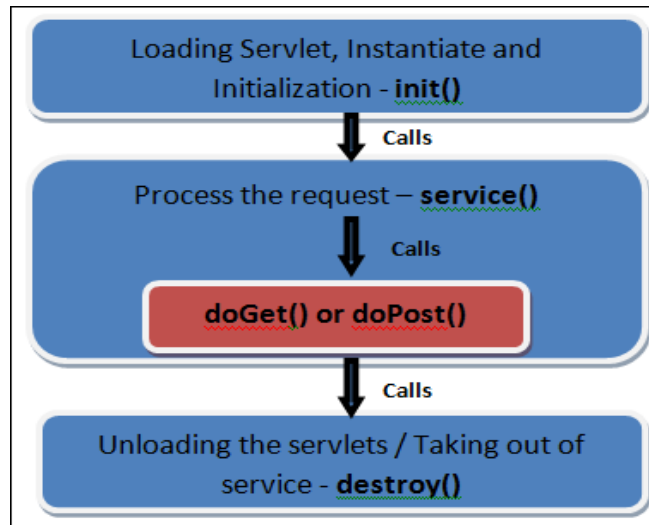 Loading Servlet, Instantiate and
Initialization - init()
Calls
Process the request – service()
Calls
doGet() or doPost()
Calls
Unloading the servlets / Taking out of
service - destroy()